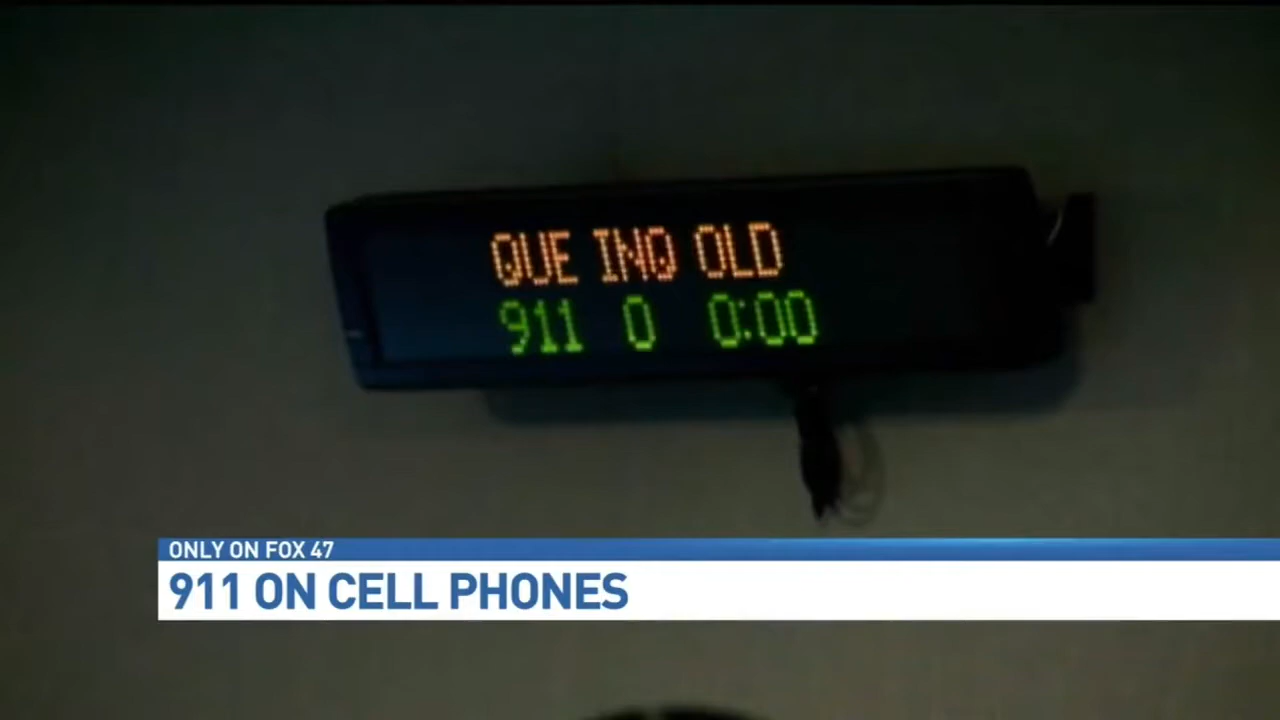 QUE INQ OLD
911 0 0:00
ONLY ON FOX 47
911 ON CELL PHONES